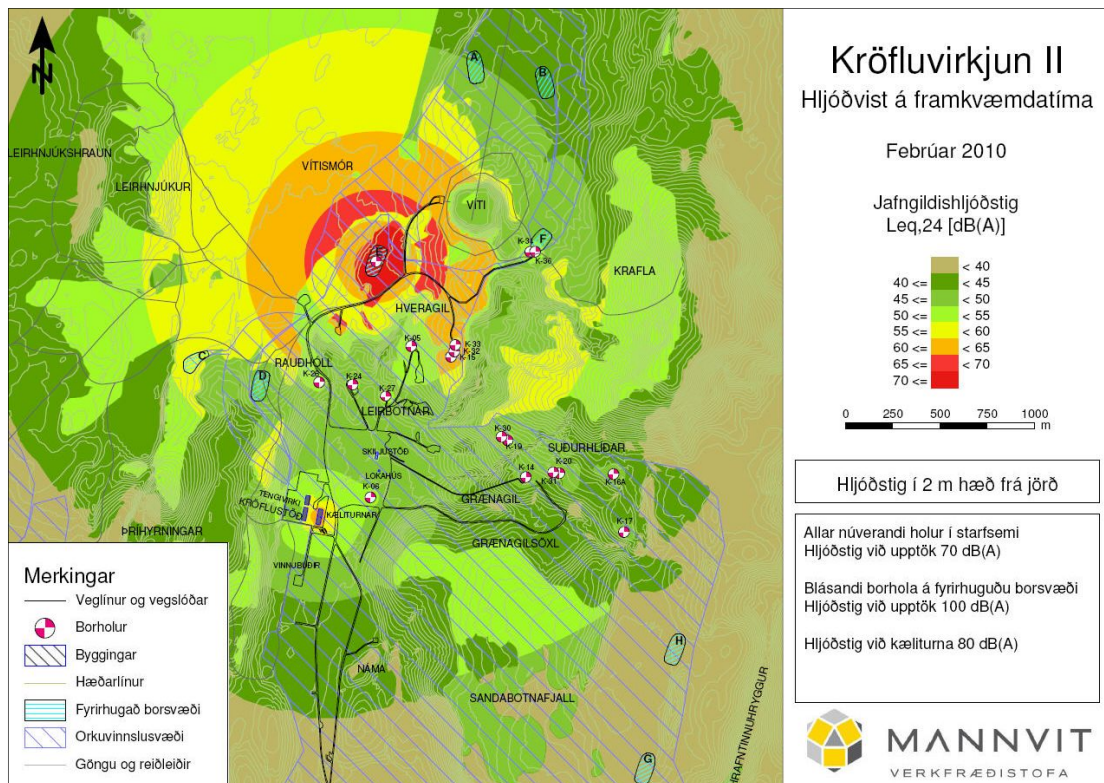 Kröfluvirkjun II
Hljóðvist á framkvæmdatíma
Febrúar 2010
Jafngildishljóðstig
Leq,24 [dB(A)]
< 40
40 <= < 45
45 <= < 50
50 <= < 55
55 <= < 60
60 <= < 65
65 <= < 70
70 <=
0 250 500 750 1000
m
Hljóðstig í 2 m hæð frá jörð
Allar núverandi holur í starfsemi
Hljóðstig við upptök 70 dB(A)
Blásandi borhola á fyrirhuguðu borsvæði
Hljóðstig við upptök 100 dB(A)
Hljóðstig við kæliturna 80 dB(A)
MANNVIT
VERKFRÆÐISTOFA
N
A
B
LEIRHNJÚKSHRAUN
VÍTISMÓR
LEIRHNJÚKUR
VÍTI
F
K-36
E
KRAFLA
HVERAGIL
K-05
K-33
K-32
K-15
C
D
RAUÐHÓLL
K-24
K-27
LEIRBOTNAR
K-30
K-19
SUÐURHLÍÐAR
SKILJUSTÖÐ
LOKAHÚS
K-14
K-20
K-31
K-16A
K-06
GRÆNAGIL
TENGIVIRKI
KRÖFLUSTÖÐ
KÆLITURNAR
K-17
ÞRÍHYRNINGAR
GRÆNAGILSÖXL
VINNUBÚÐIR
H
NÁMA
SANDABOTNAFJALL
G
HRAFNTINNUHRYGGUR
Merkingar
Veglínur og vegslóðar
Borholur
Byggingar
Hæðarlínur
Fyrirhugað borsvæði
Orkuvinnslusvæði
Göngu og reiðleiðir